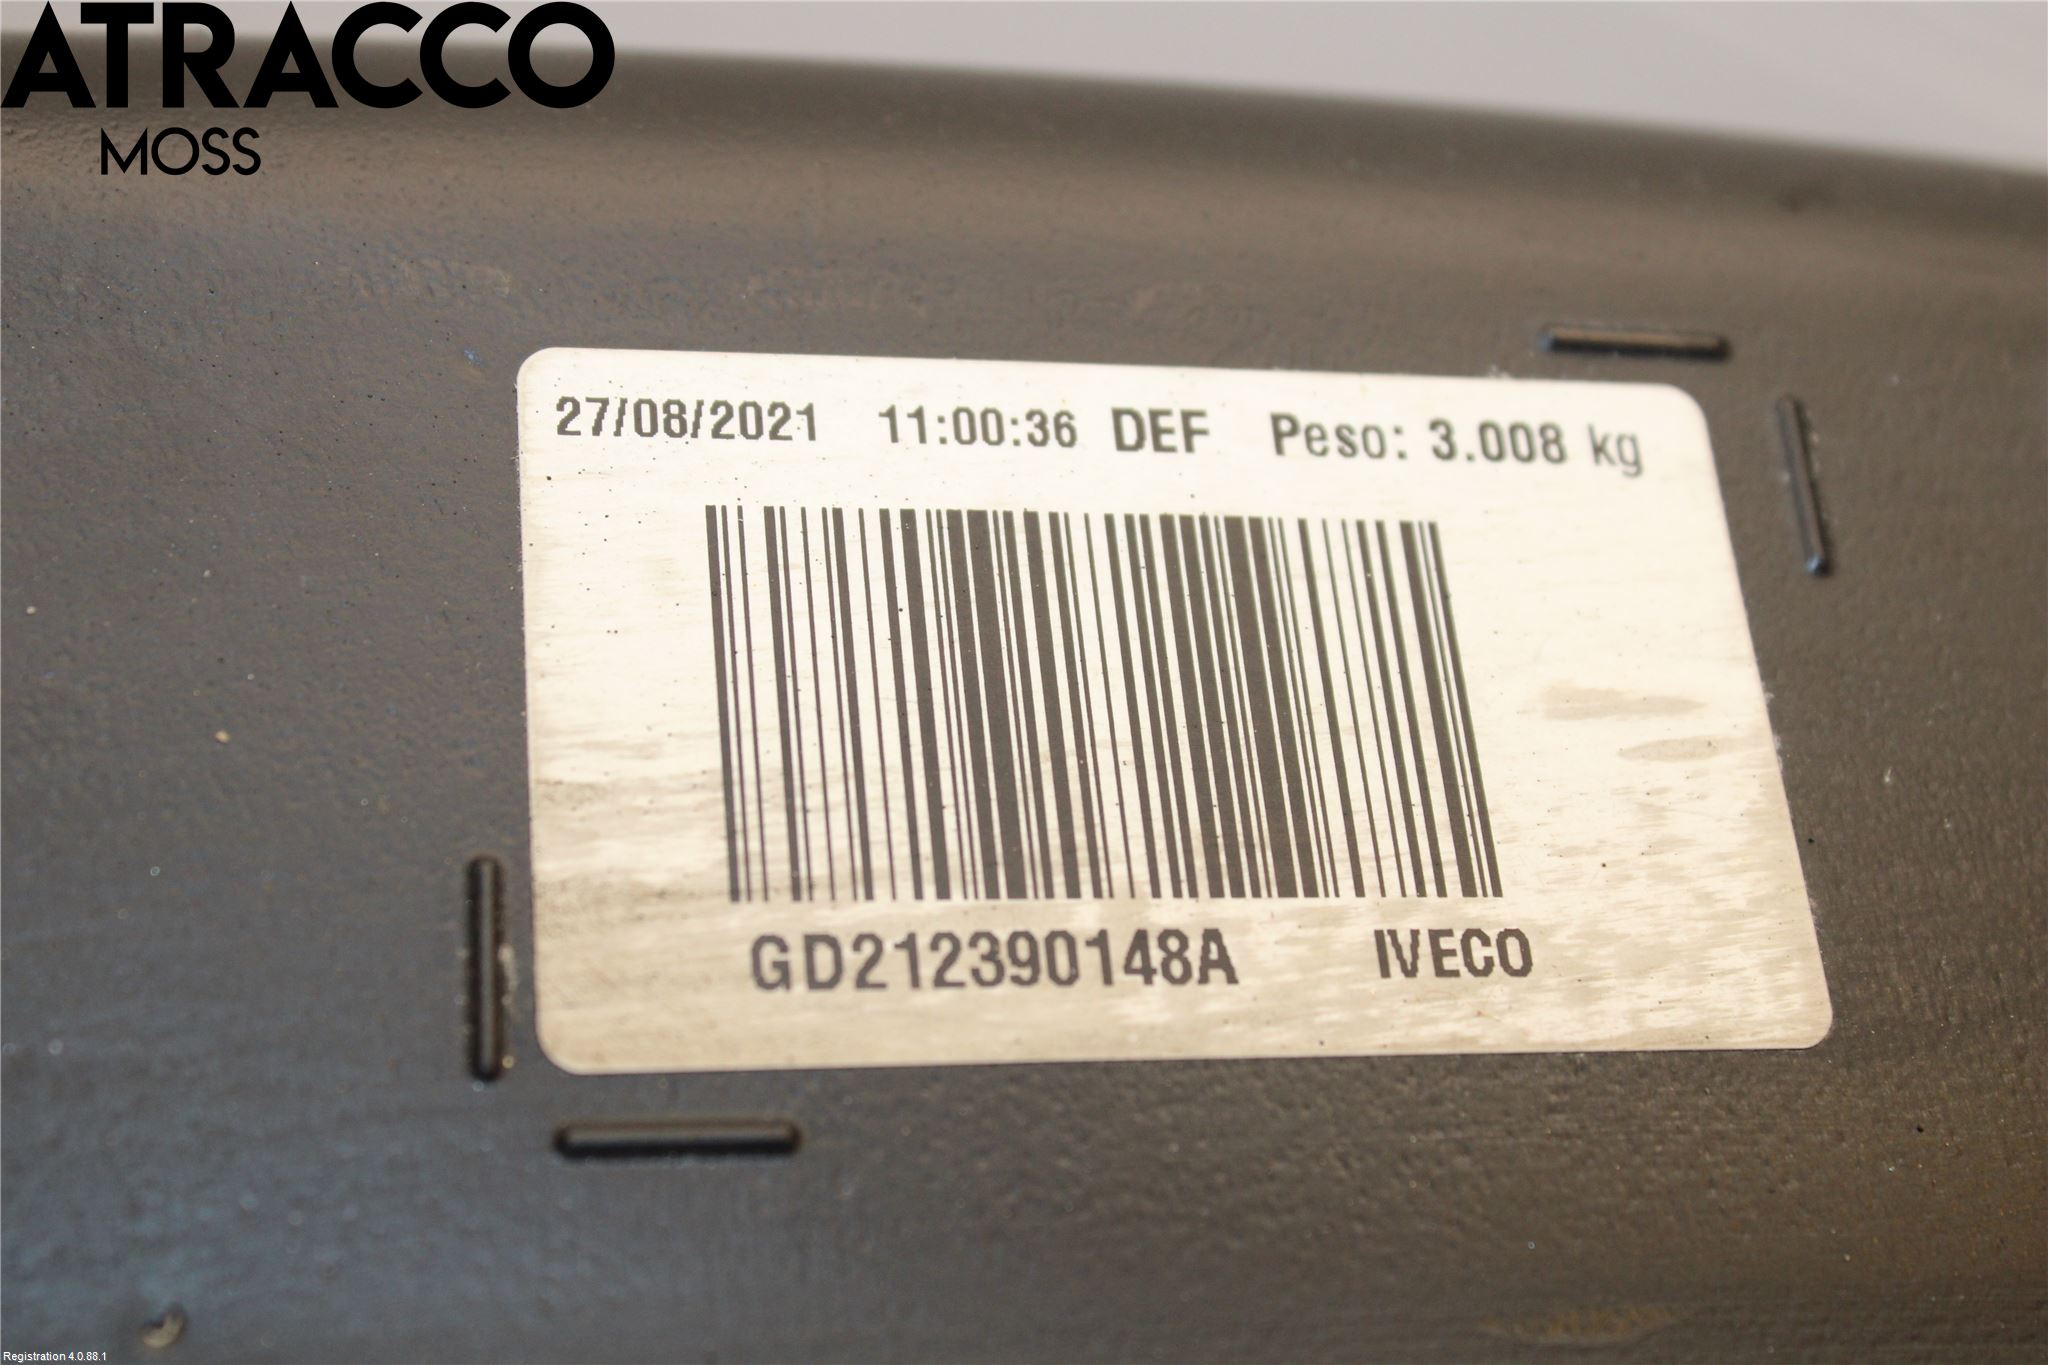 ATRACCO
MOSS
27/08/2021 11:00:36 DEF Peso: 3.008 kg
GD212390148A IVECO
Registration 4.0.88.1